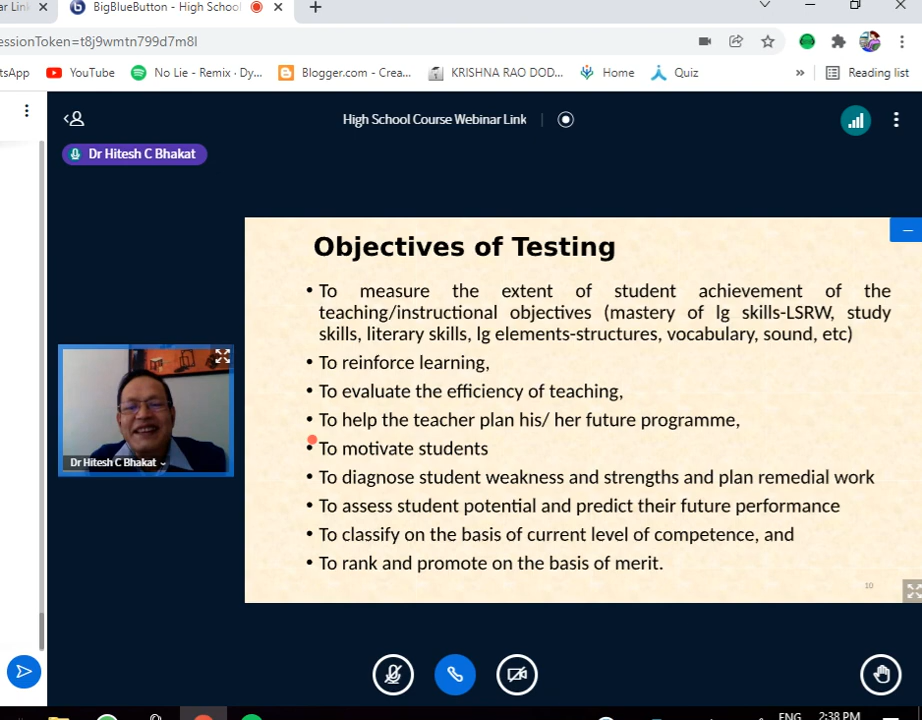 ar Link
BigBlueButton - High School
essionToken=t8j9wmtn799d7m8l
tsApp
YouTube
No Lie - Remix · Dy...
Blogger.com - Crea...
KRISHNA RAO DOD...
Home
Quiz
»
Reading list
High School Course Webinar Link
Dr Hitesh C Bhakat
Objectives of Testing
• To measure the extent of student achievement of the
teaching/instructional objectives (mastery of lg skills-LSRW, study
skills, literary skills, lg elements-structures, vocabulary, sound, etc)
• To reinforce learning,
• To evaluate the efficiency of teaching,
• To help the teacher plan his/ her future programme,
• To motivate students
• To diagnose student weakness and strengths and plan remedial work
• To assess student potential and predict their future performance
• To classify on the basis of current level of competence, and
• To rank and promote on the basis of merit.
10
Dr Hitesh C Bhakat
ENG
2:38 PM